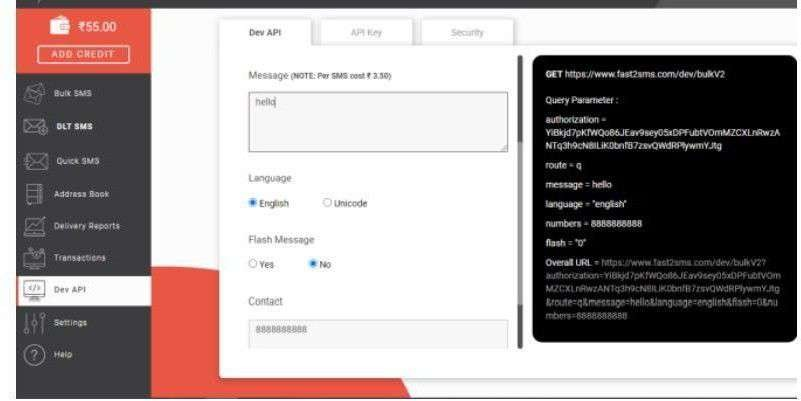 ₹55.00
ADD CREDIT
Bulk SMS
DLT SMS
Quick SMS
Address Book
Delivery Reports
Transactions
Dev API
Settings
Help
Dev API
API Key
Security
Message (NOTE: Per SMS cost ₹ 3.50)
hello
Language
English
Unicode
Flash Message
Yes
No
Contact
8888888888
GET https://www.fast2sms.com/dev/bulkV2
Query Parameter :
authorization =
route = q
message = hello
language = "english"
numbers = 8888888888
flash = "0"
Overall URL = https://www.fast2sms.com/dev/bulkV2?
&route=q&message=hello&language=english&flash=0&nu
mbers=8888888888